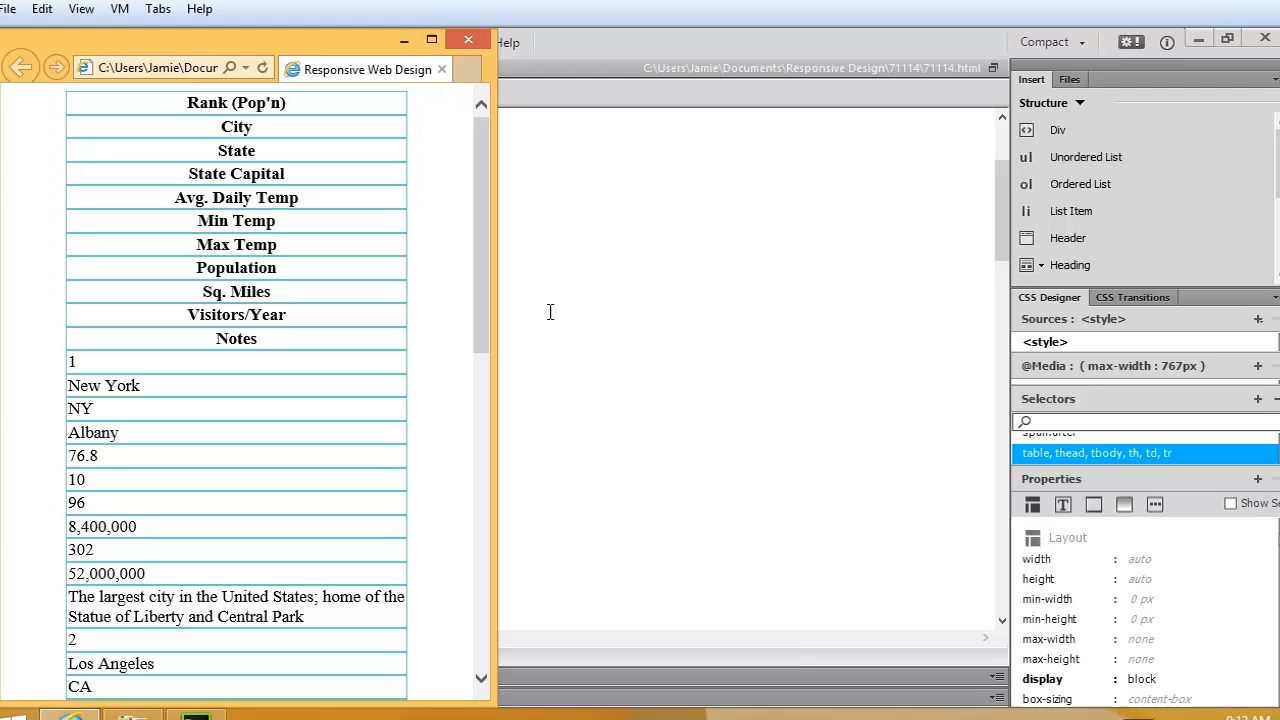 File Edit View VM Tabs Help
Help
Compact
C:\Users\Jamie\Docur
Responsive Web Design
C:\Users\Jamie\Documents\Responsive Design\71114\71114.html
Rank (Pop'n)
City
State
State Capital
Avg. Daily Temp
Min Temp
Max Temp
Population
Sq. Miles
Visitors/Year
Notes
1
New York
NY
Albany
76.8
10
96
8,400,000
302
52,000,000
The largest city in the United States; home of the
Statue of Liberty and Central Park
2
Los Angeles
CA
Insert Files
Structure
Div
ul Unordered List
ol Ordered List
li List Item
Header
Heading
CSS Designer CSS Transitions
Sources : <style>
<style>
@Media : ( max-width : 767px )
Selectors
table, thead, tbody, th, td, tr
Properties
Show Se
Layout
width : auto
height : auto
min-width : 0 px
min-height : 0 px
max-width : none
max-height : none
display : block
box-sizing : content-box